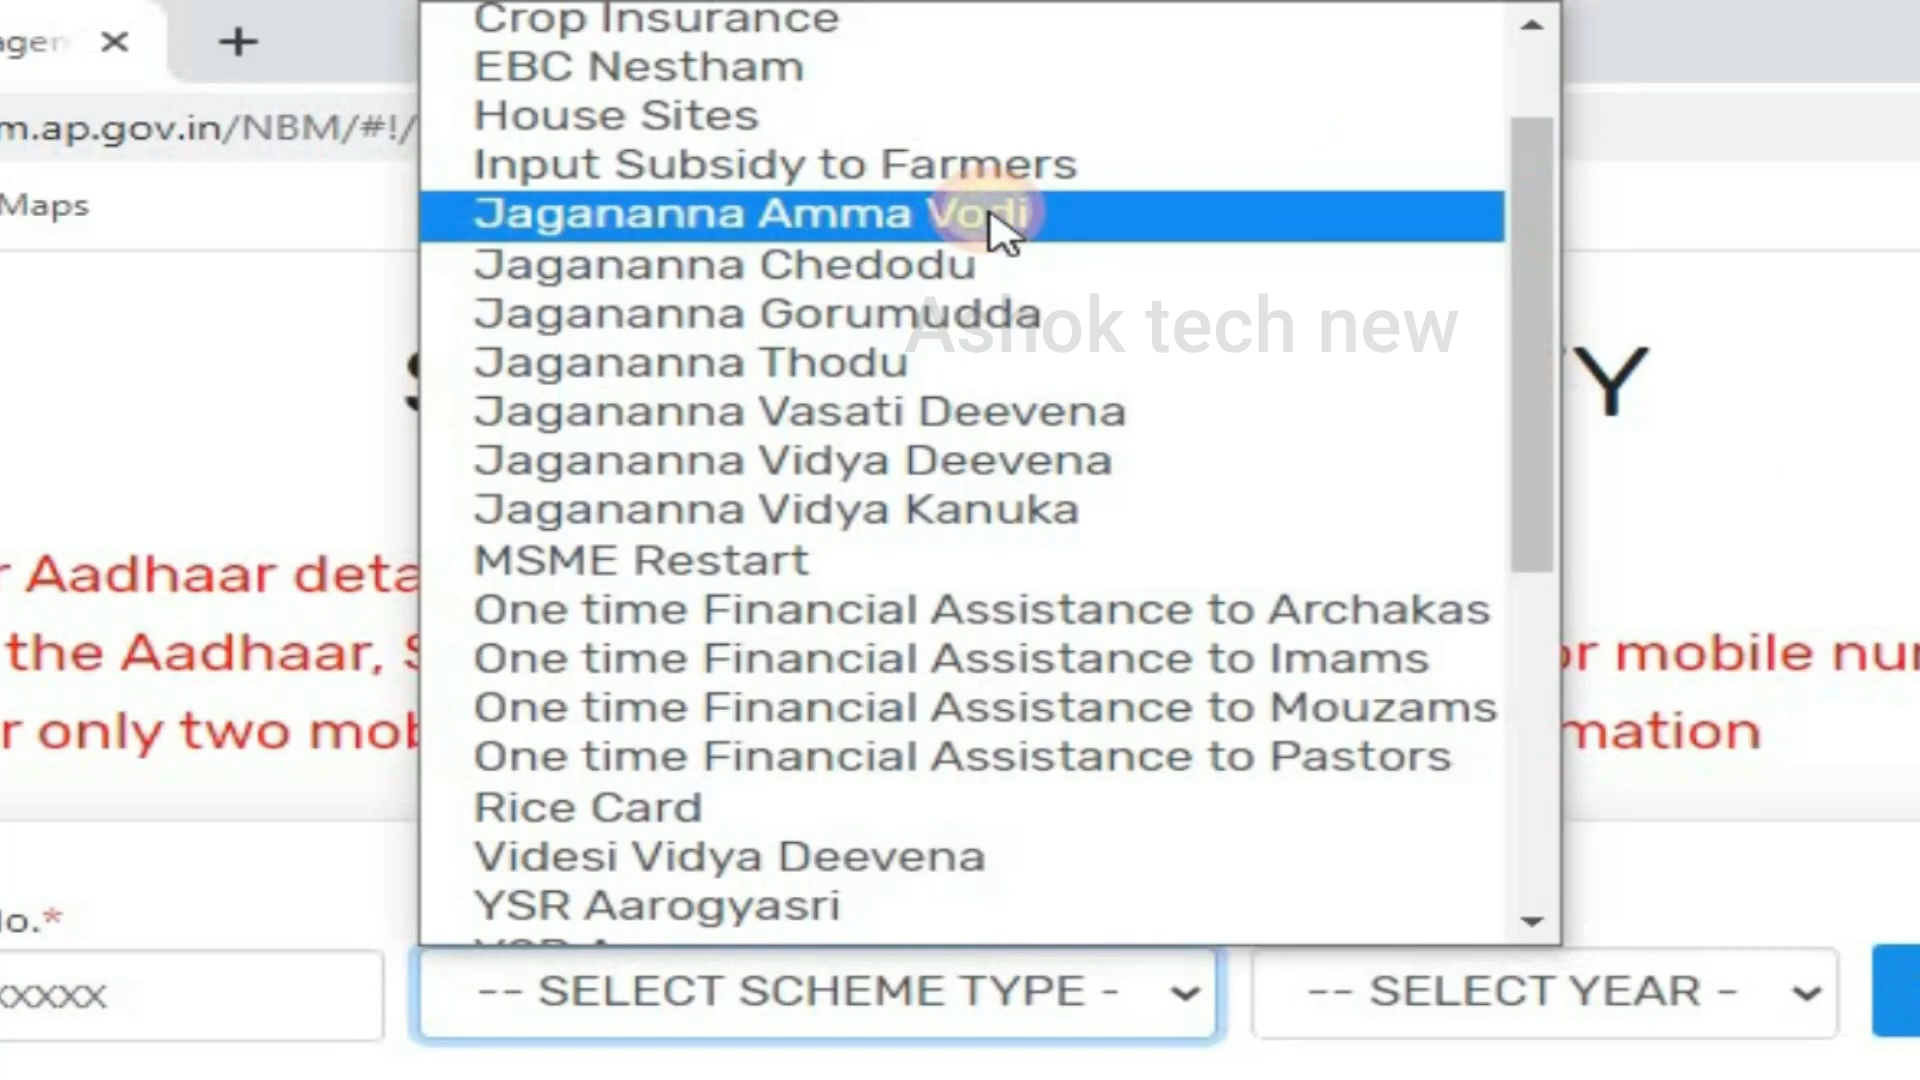 +
m.ap.gov.in/NBM/#!/
Maps
Crop Insurance
EBC Nestham
House Sites
Input Subsidy to Farmers
Jagananna Amma Vodi
Jagananna Chedodu
Jagananna Gorumudda
Jagananna Thodu
Jagananna Vasati Deevena
Jagananna Vidya Deevena
Jagananna Vidya Kanuka
MSME Restart
One time Financial Assistance to Archakas
One time Financial Assistance to Imams
One time Financial Assistance to Mouzams
One time Financial Assistance to Pastors
Rice Card
Videsi Vidya Deevena
YSR Aarogyasri
Ashok tech new
Y
r Aadhaar deta
the Aadhaar, S or mobile nu
r only two mob mation
lo.*
xxxxx
-- SELECT SCHEME TYPE -
-- SELECT YEAR -